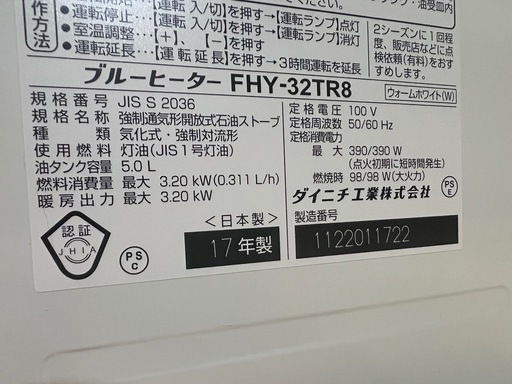 操作方法
運転停止…【運転 入/切】を押す→【運転ランプ】消灯
室温調整…【+】、【−】を押す
運転延長…【運転延長】を押す→3時間運転を延長
2シーズンに1回程度、販売店などで点検依頼(有料)をおすすめします
ブルーヒーター FHY-32TR8
ウォームホワイト(W)
規格番号 JIS S 2036
規格名称 強制通気形開放式石油ストーブ
種類 気化式・強制対流形
使用燃料 灯油(JIS1号灯油)
油タンク容量 5.0 L
燃料消費量 最大 3.20 kW(0.311 L/h)
暖房出力 最大 3.20 kW
定格電圧 100 V
定格周波数 50/60 Hz
定格消費電力
最大 390/390 W
(点火初期に短時間発生)
燃焼時 98/98 W(大火力)
ダイニチ工業株式会社
PS E
認証
JHIA
PS C
<日本製>
17年製
製造番号
1122011722